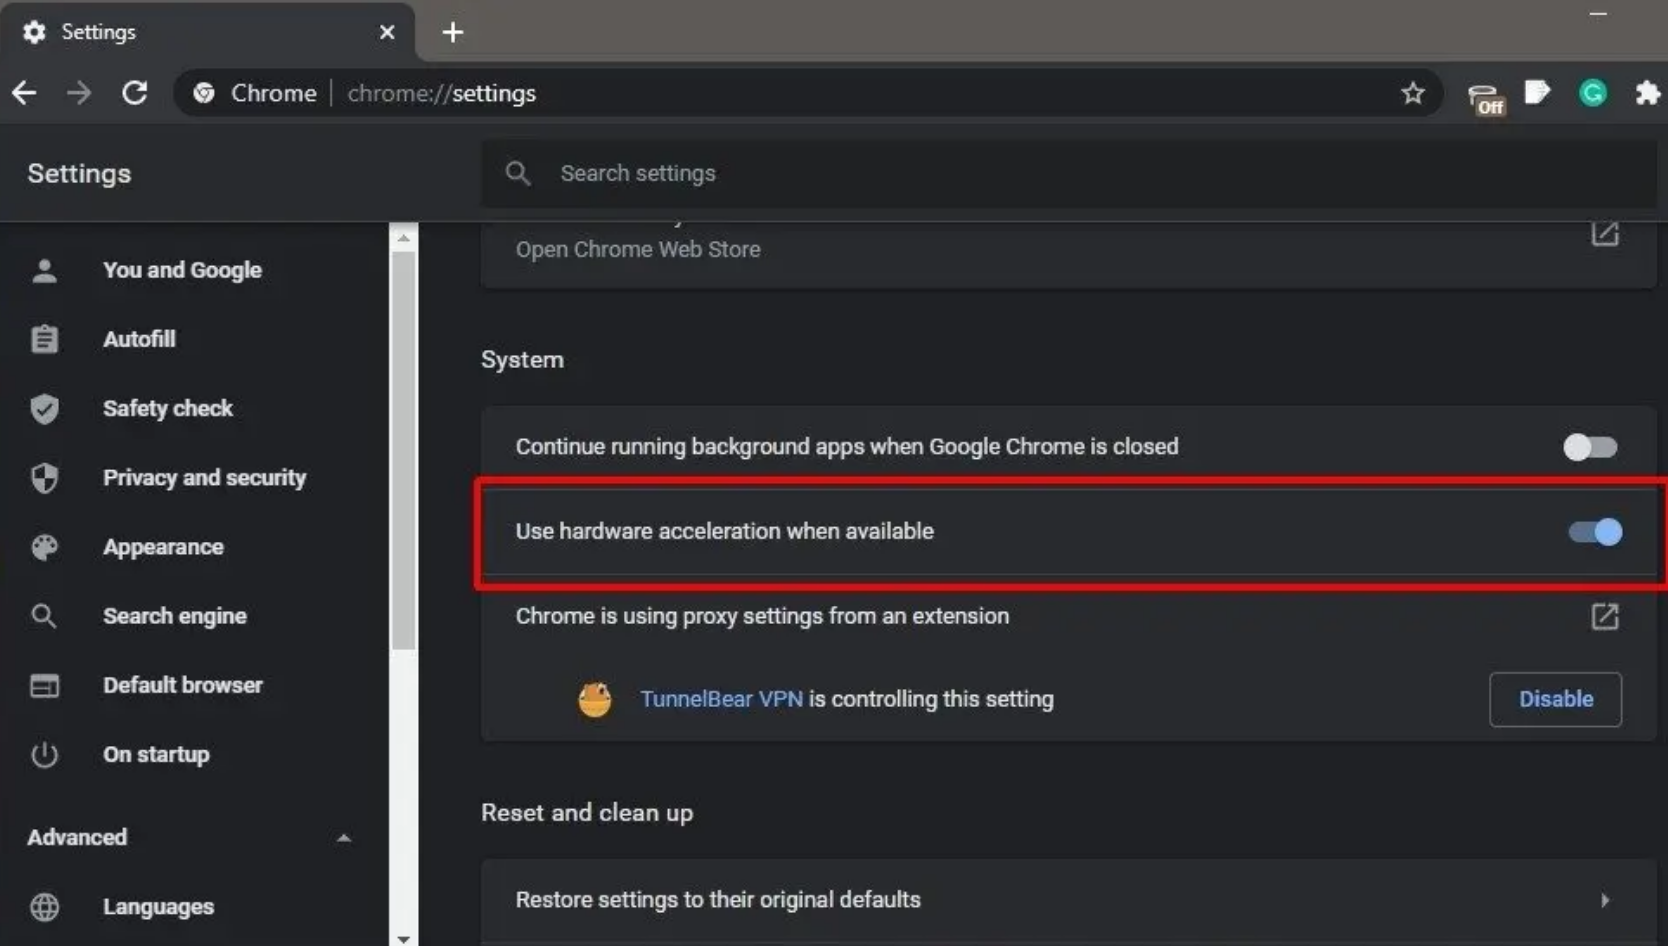 Settings
Chrome
chrome://settings
Off
Settings
Search settings
You and Google
Autofill
Safety check
Privacy and security
Appearance
Search engine
Default browser
On startup
Advanced
Languages
Open Chrome Web Store
System
Continue running background apps when Google Chrome is closed
Use hardware acceleration when available
Chrome is using proxy settings from an extension
TunnelBear VPN is controlling this setting
Disable
Reset and clean up
Restore settings to their original defaults